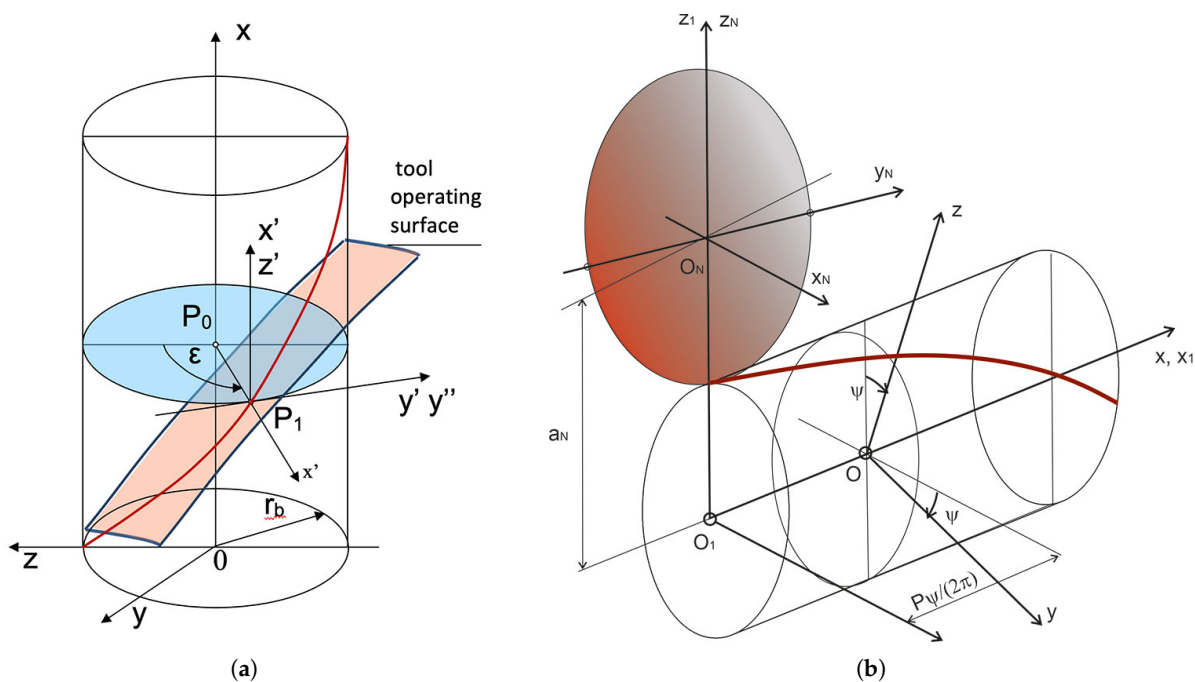 x
tool
operating
surface
x’
z’
P0
ε
y’ y’’
P1
x’
rb
z
0
y
(a)
z1 zN
yN
z
ON
xN
x, x1
ψ
aN
O
ψ
O1
Pψ/(2π)
y
(b)